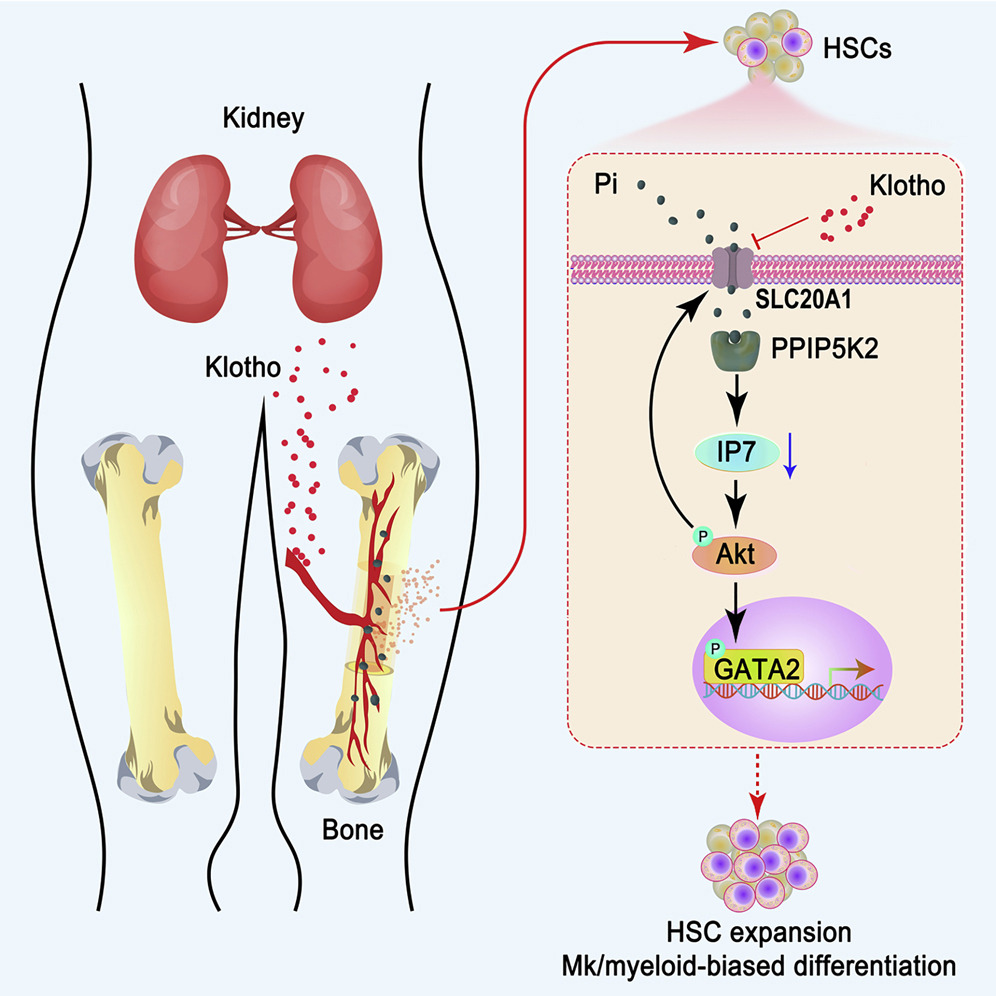 Kidney
Klotho
Bone
HSCs
Pi
Klotho
SLC20A1
PPIP5K2
IP7
P
Akt
P
GATA2
HSC expansion
Mk/myeloid-biased differentiation